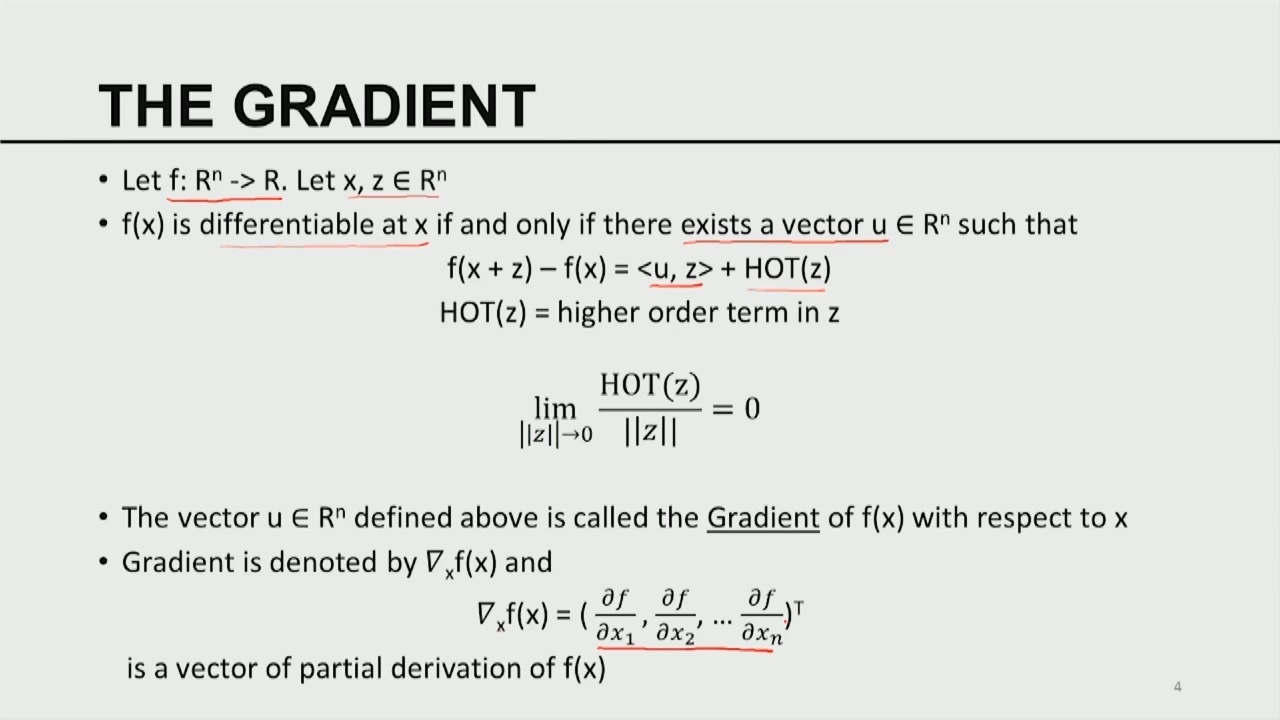 THE GRADIENT
• Let f: Rⁿ -> R. Let x, z ∈ Rⁿ
• f(x) is differentiable at x if and only if there exists a vector u ∈ Rⁿ such that
f(x + z) – f(x) = <u, z> + HOT(z)
HOT(z) = higher order term in z
lim ||z||→0 HOT(z) / ||z|| = 0
• The vector u ∈ Rⁿ defined above is called the Gradient of f(x) with respect to x
• Gradient is denoted by ∇ₓf(x) and
∇ₓf(x) = (∂f/∂x₁, ∂f/∂x₂, ... ∂f/∂xₙ)ᵀ
is a vector of partial derivation of f(x)
4